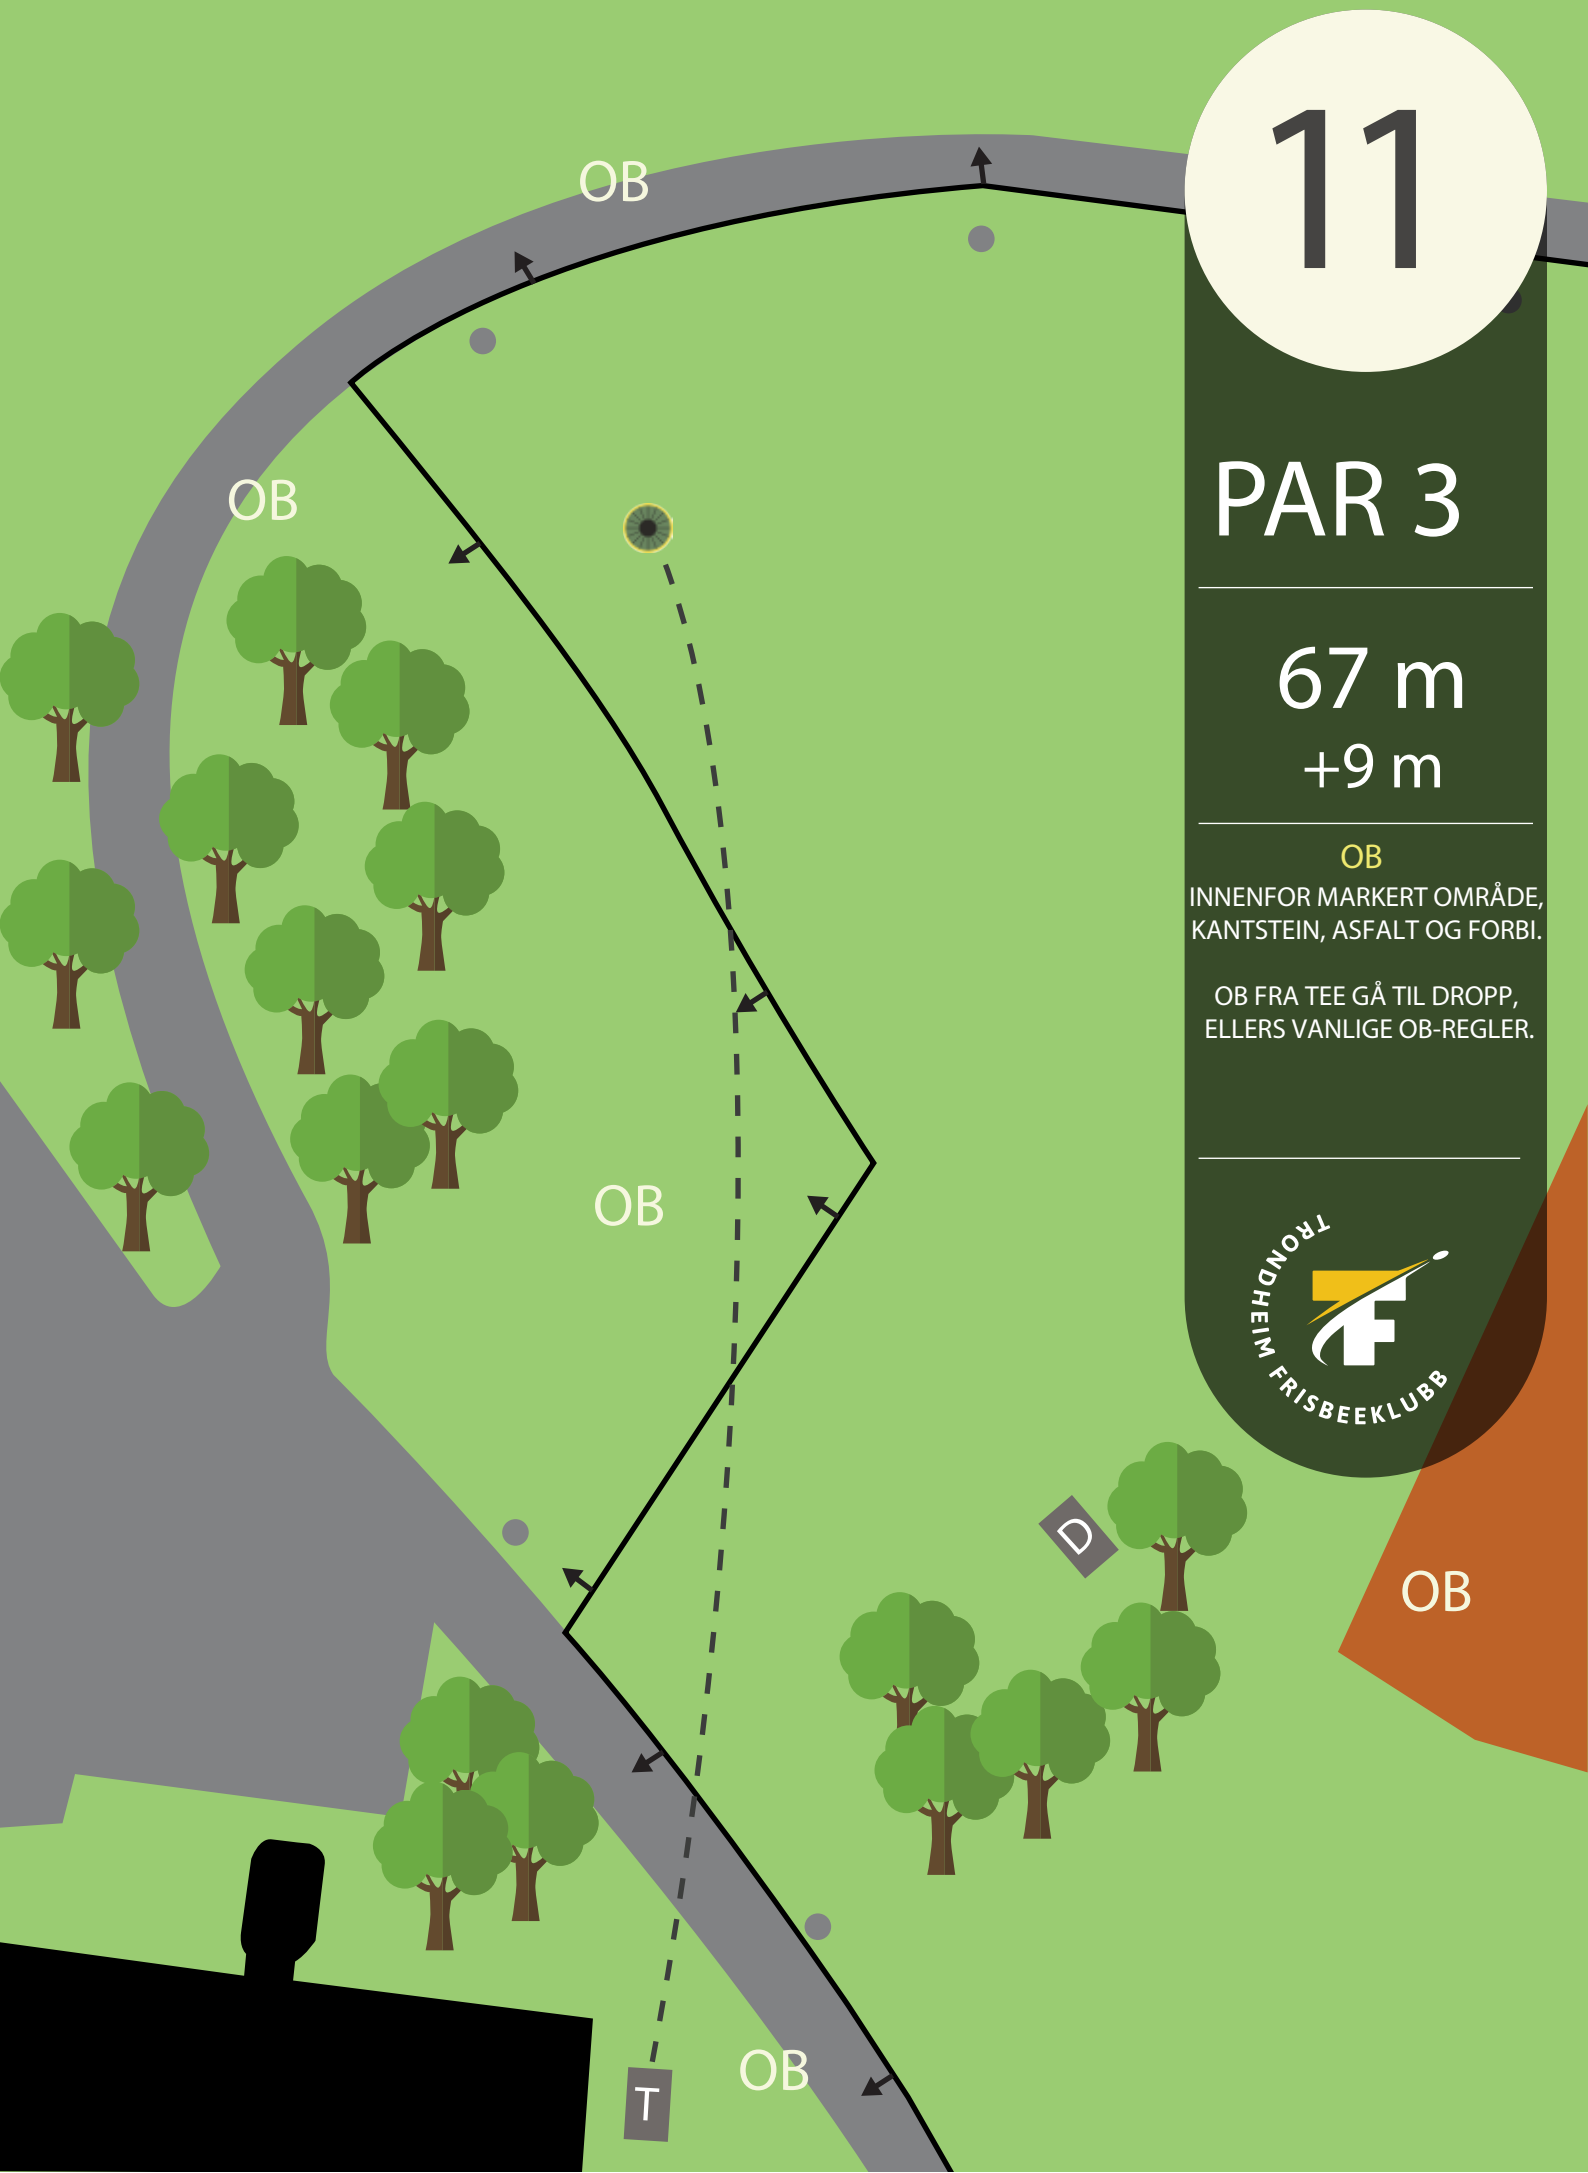 11
OB
PAR 3
OB
67 m
+9 m
OB
INNENFOR MARKERT OMRÅDE,
KANTSTEIN, ASFALT OG FORBI.
OB FRA TEE GÅ TIL DROPP,
ELLERS VANLIGE OB-REGLER.
OB
TRONDHEIM FRISBEEKLUBB
D
OB
OB
T